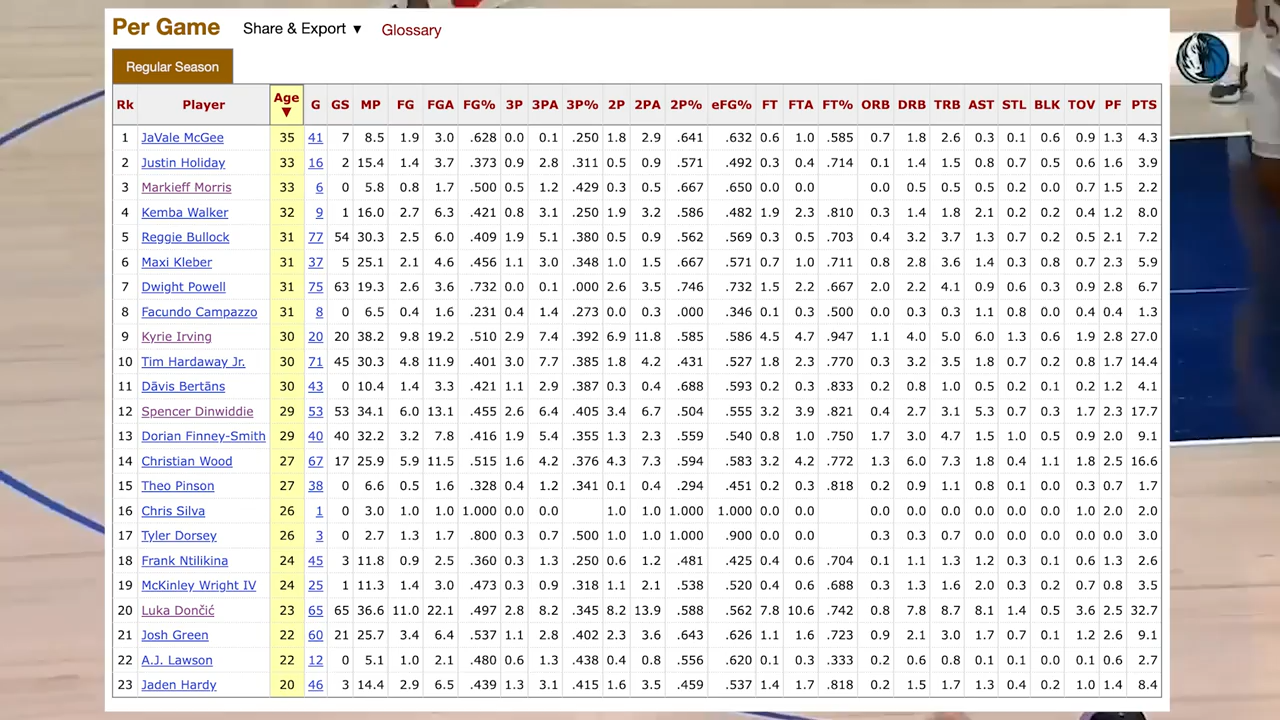 Per Game Share & Export ▼ Glossary
Regular Season
Rk Player Age ▼ G GS MP FG FGA FG% 3P 3PA 3P% 2P 2PA 2P% eFG% FT FTA FT% ORB DRB TRB AST STL BLK TOV PF PTS
1 JaVale McGee 35 41 7 8.5 1.9 3.0 .628 0.0 0.1 .250 1.8 2.9 .641 .632 0.6 1.0 .585 0.7 1.8 2.6 0.3 0.1 0.6 0.9 1.3 4.3
2 Justin Holiday 33 16 2 15.4 1.4 3.7 .373 0.9 2.8 .311 0.5 0.9 .571 .492 0.3 0.4 .714 0.1 1.4 1.5 0.8 0.7 0.5 0.6 1.6 3.9
3 Markieff Morris 33 6 0 5.8 0.8 1.7 .500 0.5 1.2 .429 0.3 0.5 .667 .650 0.0 0.0 0.0 0.5 0.5 0.5 0.2 0.0 0.7 1.5 2.2
4 Kemba Walker 32 9 1 16.0 2.7 6.3 .421 0.8 3.1 .250 1.9 3.2 .586 .482 1.9 2.3 .810 0.3 1.4 1.8 2.1 0.2 0.2 0.4 1.2 8.0
5 Reggie Bullock 31 77 54 30.3 2.5 6.0 .409 1.9 5.1 .380 0.5 0.9 .562 .569 0.3 0.5 .703 0.4 3.2 3.7 1.3 0.7 0.2 0.5 2.1 7.2
6 Maxi Kleber 31 37 5 25.1 2.1 4.6 .456 1.1 3.0 .348 1.0 1.5 .667 .571 0.7 1.0 .711 0.8 2.8 3.6 1.4 0.3 0.8 0.7 2.3 5.9
7 Dwight Powell 31 75 63 19.3 2.6 3.6 .732 0.0 0.1 .000 2.6 3.5 .746 .732 1.5 2.2 .667 2.0 2.2 4.1 0.9 0.6 0.3 0.9 2.8 6.7
8 Facundo Campazzo 31 8 0 6.5 0.4 1.6 .231 0.4 1.4 .273 0.0 0.3 .000 .346 0.1 0.3 .500 0.0 0.3 0.3 1.1 0.8 0.0 0.4 0.4 1.3
9 Kyrie Irving 30 20 20 38.2 9.8 19.2 .510 2.9 7.4 .392 6.9 11.8 .585 .586 4.5 4.7 .947 1.1 4.0 5.0 6.0 1.3 0.6 1.9 2.8 27.0
10 Tim Hardaway Jr. 30 71 45 30.3 4.8 11.9 .401 3.0 7.7 .385 1.8 4.2 .431 .527 1.8 2.3 .770 0.3 3.2 3.5 1.8 0.7 0.2 0.8 1.7 14.4
11 Dāvis Bertāns 30 43 0 10.4 1.4 3.3 .421 1.1 2.9 .387 0.3 0.4 .688 .593 0.2 0.3 .833 0.2 0.8 1.0 0.5 0.2 0.1 0.2 1.2 4.1
12 Spencer Dinwiddie 29 53 53 34.1 6.0 13.1 .455 2.6 6.4 .405 3.4 6.7 .504 .555 3.2 3.9 .821 0.4 2.7 3.1 5.3 0.7 0.3 1.7 2.3 17.7
13 Dorian Finney-Smith 29 40 40 32.2 3.2 7.8 .416 1.9 5.4 .355 1.3 2.3 .559 .540 0.8 1.0 .750 1.7 3.0 4.7 1.5 1.0 0.5 0.9 2.0 9.1
14 Christian Wood 27 67 17 25.9 5.9 11.5 .515 1.6 4.2 .376 4.3 7.3 .594 .583 3.2 4.2 .772 1.3 6.0 7.3 1.8 0.4 1.1 1.8 2.5 16.6
15 Theo Pinson 27 38 0 6.6 0.5 1.6 .328 0.4 1.2 .341 0.1 0.4 .294 .451 0.2 0.3 .818 0.2 0.9 1.1 0.8 0.1 0.0 0.3 0.7 1.7
16 Chris Silva 26 1 0 3.0 1.0 1.0 1.000 0.0 0.0 1.0 1.0 1.000 1.000 0.0 0.0 0.0 0.0 0.0 0.0 0.0 0.0 1.0 2.0 2.0
17 Tyler Dorsey 26 3 0 2.7 1.3 1.7 .800 0.3 0.7 .500 1.0 1.0 1.000 .900 0.0 0.0 0.3 0.3 0.7 0.0 0.0 0.0 0.0 0.0 3.0
18 Frank Ntilikina 24 45 3 11.8 0.9 2.5 .360 0.3 1.3 .241 0.6 1.2 .481 .425 0.4 0.6 .704 0.1 1.1 1.3 1.2 0.3 0.1 0.6 1.3 2.6
19 McKinley Wright IV 24 25 1 11.3 1.4 3.0 .473 0.3 0.9 .318 1.1 2.1 .538 .520 0.4 0.6 .688 0.3 1.3 1.6 2.0 0.3 0.2 0.7 0.8 3.5
20 Luka Dončić 23 65 65 36.6 11.0 22.1 .497 2.8 8.2 .345 8.2 13.9 .588 .562 7.8 10.6 .742 0.8 7.8 8.7 8.1 1.4 0.5 3.6 2.5 32.7
21 Josh Green 22 60 21 25.7 3.4 6.4 .537 1.1 2.8 .402 2.3 3.6 .643 .626 1.1 1.6 .723 0.9 2.1 3.0 1.7 0.7 0.1 1.2 2.6 9.1
22 A.J. Lawson 22 12 0 5.1 1.0 2.1 .480 0.6 1.3 .438 0.4 0.8 .556 .620 0.1 0.3 .333 0.2 0.6 0.8 0.1 0.0 0.0 0.1 0.6 2.7
23 Jaden Hardy 20 46 3 14.4 2.9 6.5 .439 1.3 3.1 .415 1.6 3.5 .459 .537 1.4 1.7 .818 0.2 1.5 1.7 1.3 0.4 0.2 1.0 1.4 8.4